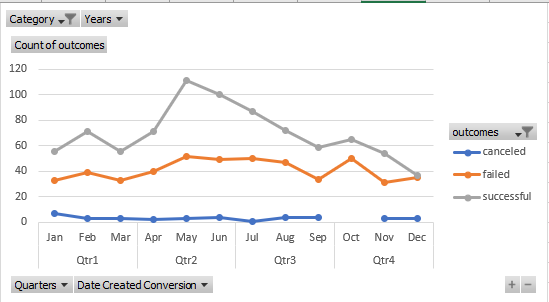 Category Years
Count of outcomes
120
100
80
60
40
20
0
Jan Feb Mar Apr May Jun Jul Aug Sep Oct Nov Dec
Qtr1 Qtr2 Qtr3 Qtr4
outcomes
canceled
failed
successful
Quarters Date Created Conversion
+ −